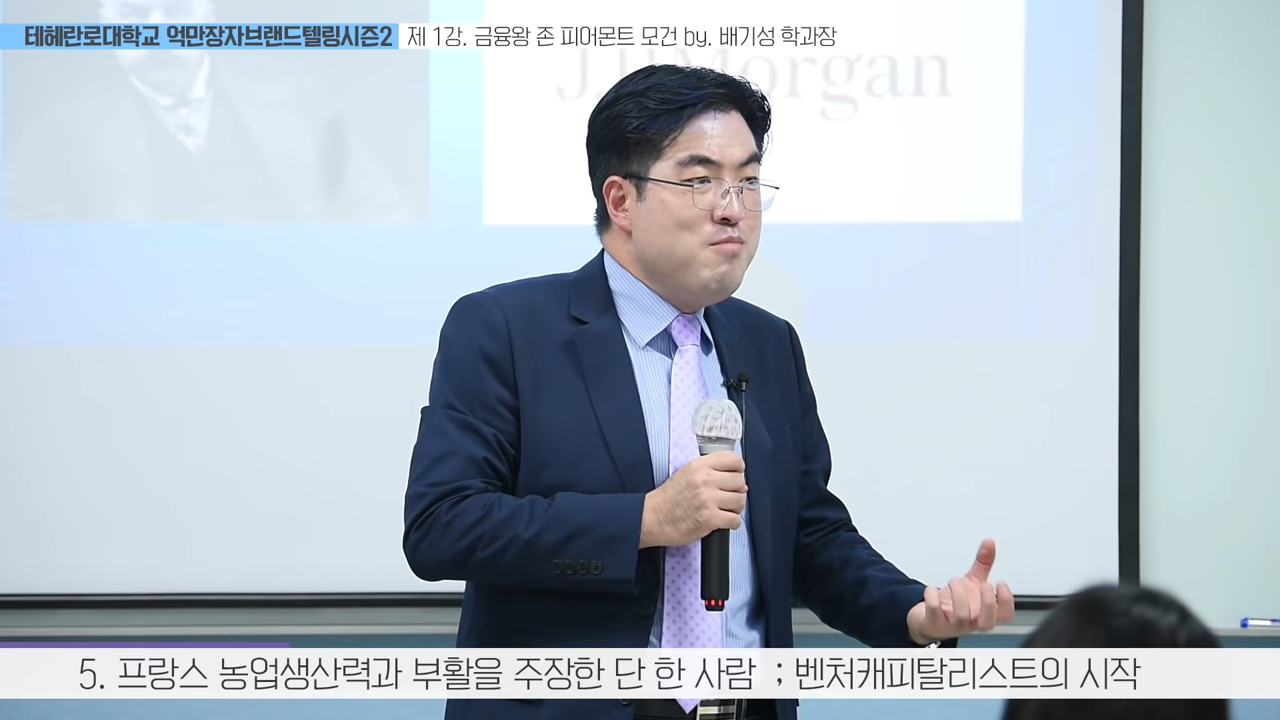 테헤란로대학교 억만장자브랜드텔링시즌2 제 1강. 금융왕 존 피어몬트 모건 by. 배기성 학과장
J.P.Morgan
5. 프랑스 농업생산력과 부활을 주장한 단 한 사람 ; 벤처캐피탈리스트의 시작